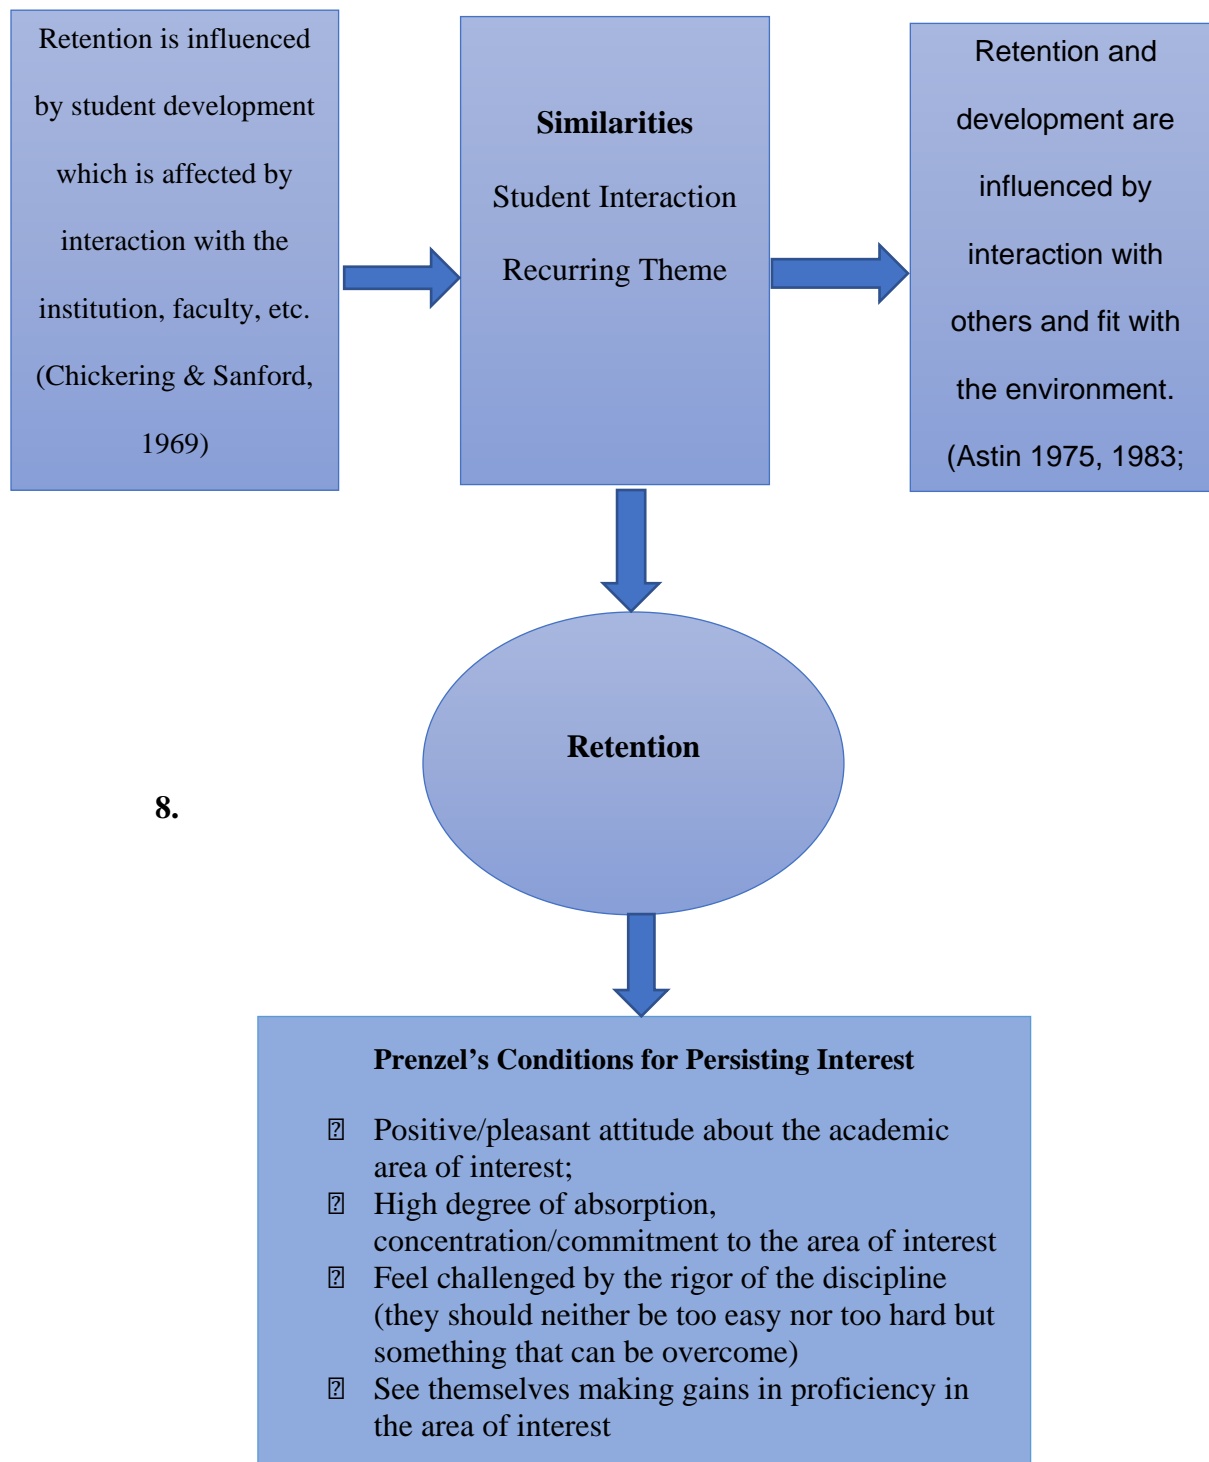 Retention is influenced
by student development
which is affected by
interaction with the
institution, faculty, etc.
(Chickering & Sanford,
1969)
Similarities
Student Interaction
Recurring Theme
Retention and
development are
influenced by
interaction with
others and fit with
the environment.
(Astin 1975, 1983;
Retention
8.
Prenzel’s Conditions for Persisting Interest
Positive/pleasant attitude about the academic
area of interest;
High degree of absorption,
concentration/commitment to the area of interest
Feel challenged by the rigor of the discipline
(they should neither be too easy nor too hard but
something that can be overcome)
See themselves making gains in proficiency in
the area of interest